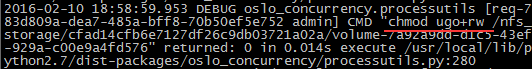 2016-02-10 18:58:59.953 DEBUG oslo_concurrency.processutils [req-7
83d809a-dea7-485a-bff8-70b50ef5e752 admin] CMD "chmod ugo+rw /nfs_
storage/cfad14cfb6e7127df26c9db03721a02a/volume-7a92a9dd-d1c5-43ef
-929a-c00e9a4fd576" returned: 0 in 0.014s execute /usr/local/lib/p
ython2.7/dist-packages/oslo_concurrency/processutils.py:280